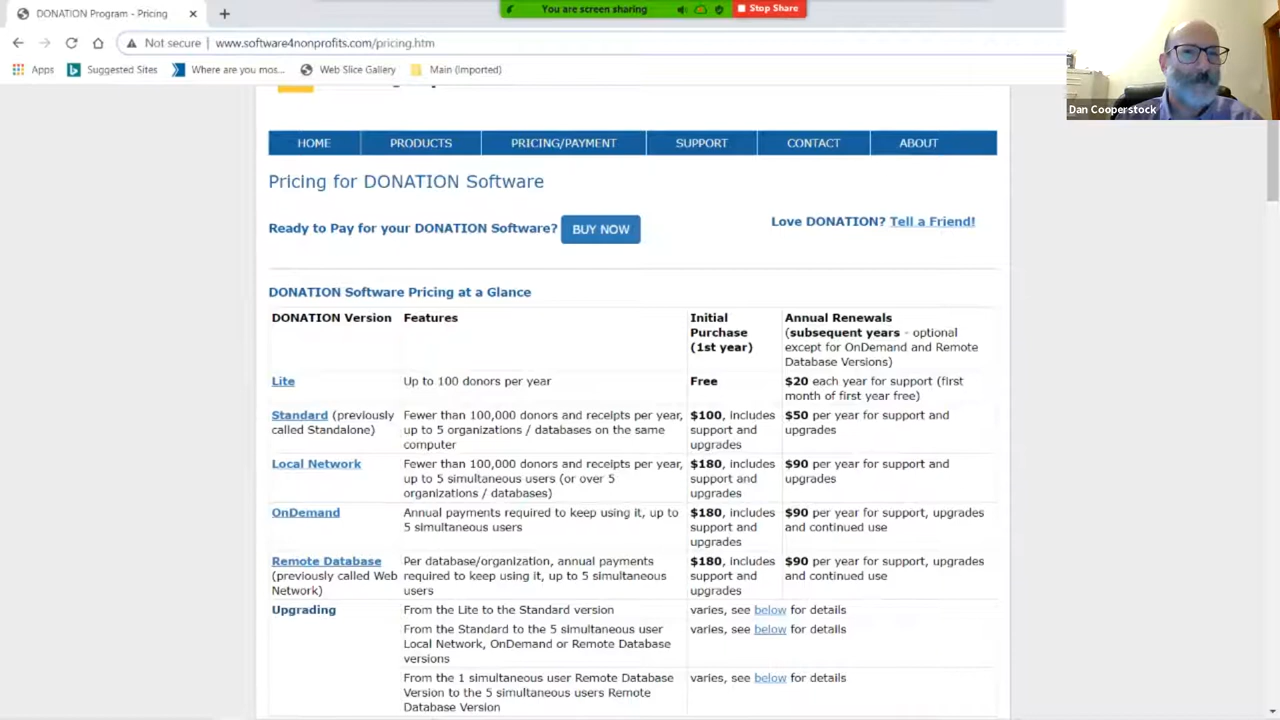 DONATION Program - Pricing
You are screen sharing
Stop Share
Not secure www.software4nonprofits.com/pricing.htm
Apps Suggested Sites Where are you mos... Web Slice Gallery Main (Imported)
Dan Cooperstock
HOME PRODUCTS PRICING/PAYMENT SUPPORT CONTACT ABOUT
Pricing for DONATION Software
Ready to Pay for your DONATION Software? BUY NOW
Love DONATION? Tell a Friend!
DONATION Software Pricing at a Glance
DONATION Version
Features
Initial
Purchase
(1st year)
Annual Renewals
(subsequent years - optional
except for OnDemand and Remote
Database Versions)
Lite
Up to 100 donors per year
Free
$20 each year for support (first
month of first year free)
Standard (previously
called Standalone)
Fewer than 100,000 donors and receipts per year,
up to 5 organizations / databases on the same
computer
$100, includes
support and
upgrades
$50 per year for support and
upgrades
Local Network
Fewer than 100,000 donors and receipts per year,
up to 5 simultaneous users (or over 5
organizations / databases)
$180, includes
support and
upgrades
$90 per year for support and
upgrades
OnDemand
Annual payments required to keep using it, up to
5 simultaneous users
$180, includes
support and
upgrades
$90 per year for support, upgrades
and continued use
Remote Database
(previously called Web
Network)
Per database/organization, annual payments
required to keep using it, up to 5 simultaneous
users
$180, includes
support and
upgrades
$90 per year for support, upgrades
and continued use
Upgrading
From the Lite to the Standard version
varies, see below for details
From the Standard to the 5 simultaneous user
Local Network, OnDemand or Remote Database
versions
varies, see below for details
From the 1 simultaneous user Remote Database
Version to the 5 simultaneous users Remote
Database Version
varies, see below for details